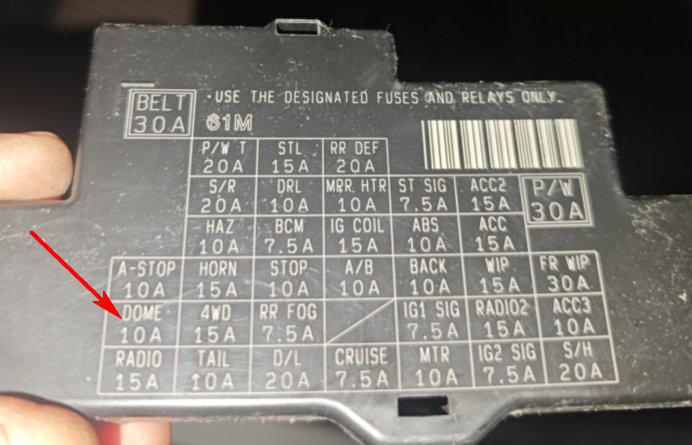 BELT
30A
·USE THE DESIGNATED FUSES AND RELAYS ONLY.
61M
P/W T STL RR DEF
20A 15A 20A
S/R DRL MRR HTR ST SIG ACC2 P/W
20A 10A 10A 7.5A 15A 30A
HAZ BCM IG COIL ABS ACC
10A 7.5A 15A 10A 15A
A-STOP HORN STOP A/B BACK WIP FR WIP
10A 15A 10A 10A 10A 15A 30A
DOME 4WD RR FOG IG1 SIG RADIO2 ACC3
10A 15A 7.5A 7.5A 15A 10A
RADIO TAIL D/L CRUISE MTR IG2 SIG S/H
15A 10A 20A 7.5A 10A 7.5A 20A